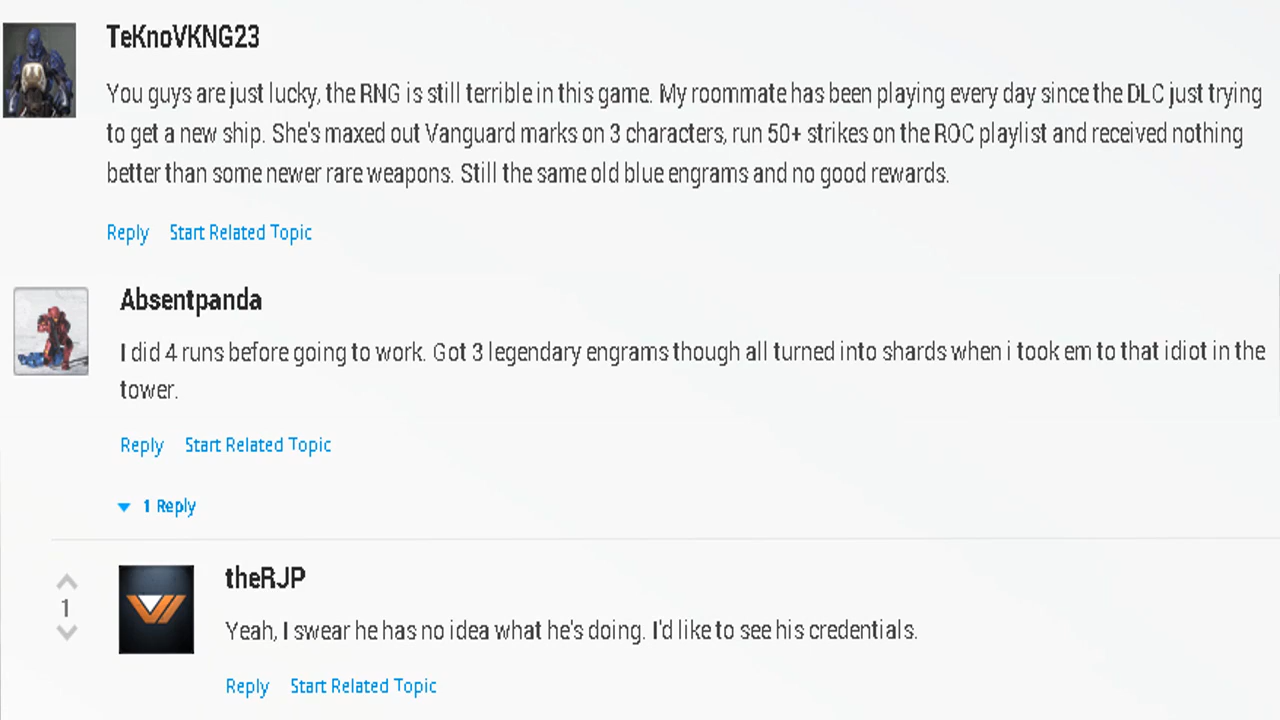 TeKnoVKNG23
You guys are just lucky, the RNG is still terrible in this game. My roommate has been playing every day since the DLC just trying
to get a new ship. She's maxed out Vanguard marks on 3 characters, run 50+ strikes on the ROC playlist and received nothing
better than some newer rare weapons. Still the same old blue engrams and no good rewards.
Reply Start Related Topic
Absentpanda
I did 4 runs before going to work. Got 3 legendary engrams though all turned into shards when i took em to that idiot in the
tower.
Reply Start Related Topic
1 Reply
theRJP
1
Yeah, I swear he has no idea what he's doing. I'd like to see his credentials.
Reply Start Related Topic